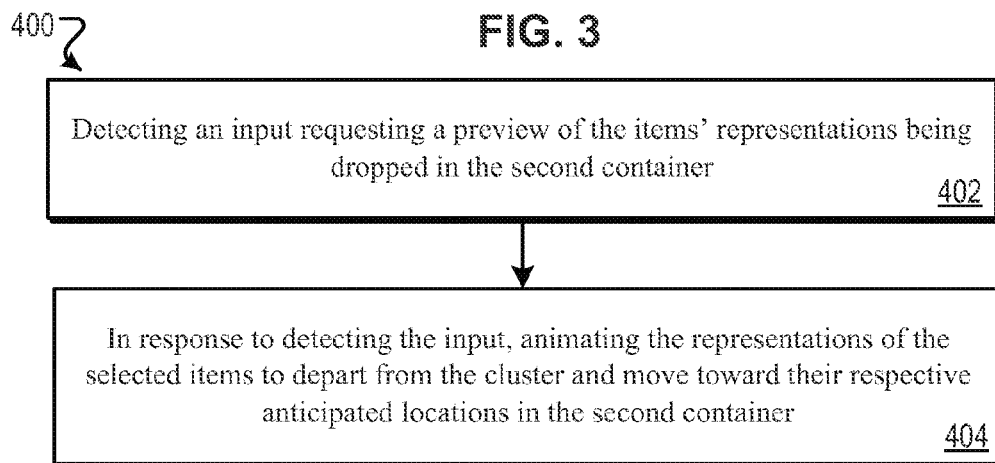 400
FIG. 3
Detecting an input requesting a preview of the items’ representations being
dropped in the second container
402
In response to detecting the input, animating the representations of the
selected items to depart from the cluster and move toward their respective
anticipated locations in the second container
404